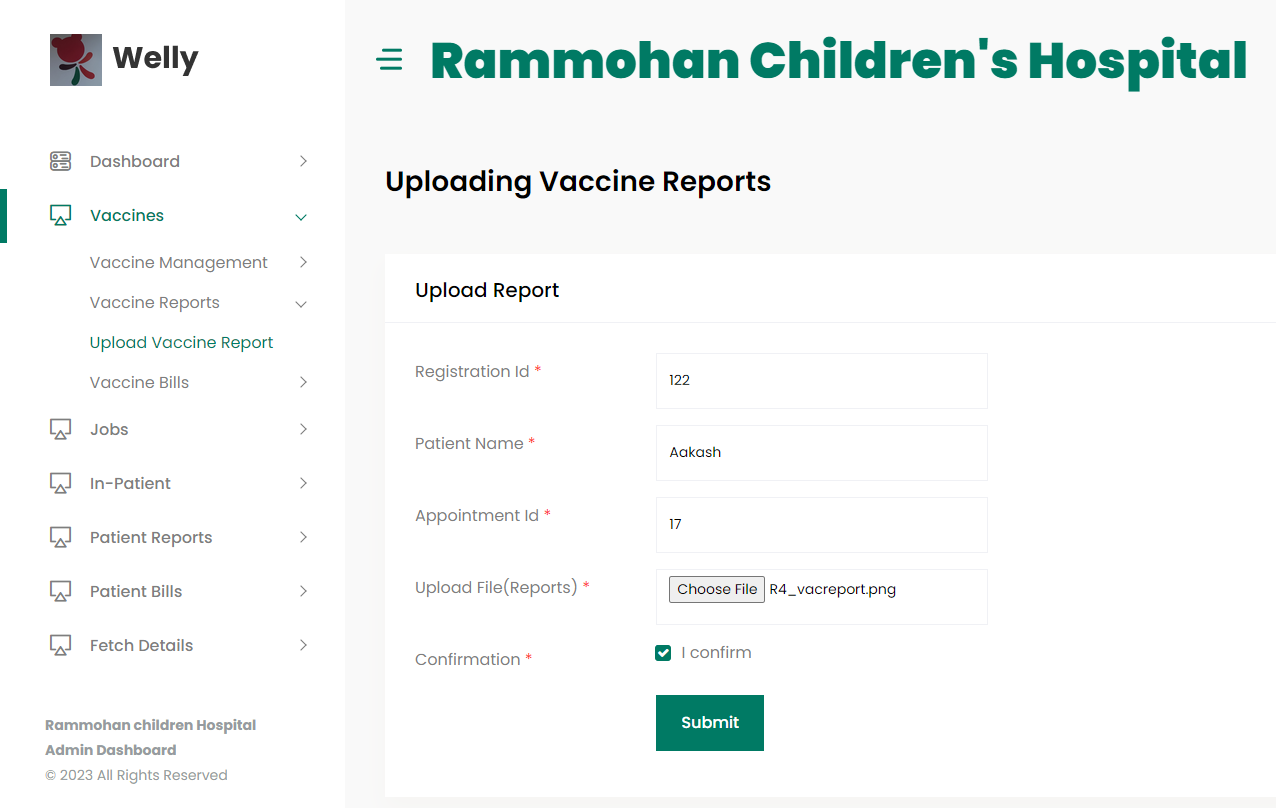 Welly
Rammohan Children's Hospital
Dashboard
Vaccines
Vaccine Management
Vaccine Reports
Upload Vaccine Report
Vaccine Bills
Jobs
In-Patient
Patient Reports
Patient Bills
Fetch Details
Rammohan children Hospital
Admin Dashboard
© 2023 All Rights Reserved
Uploading Vaccine Reports
Upload Report
Registration Id * 122
Patient Name * Aakash
Appointment Id * 17
Upload File(Reports) * Choose File R4_vacreport.png
Confirmation * I confirm
Submit